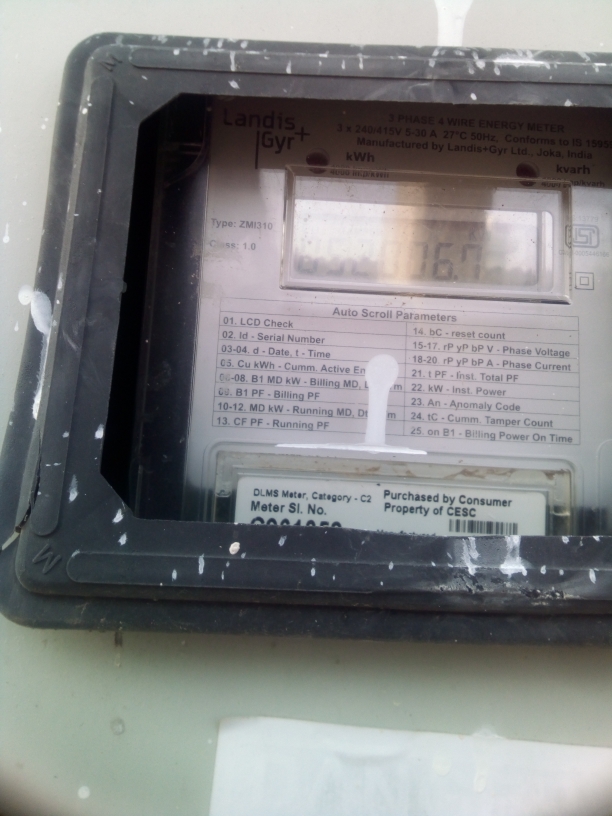 Landis
Gyr+
3 PHASE 4 WIRE ENERGY METER
3 x 240/415V 5-30 A 27°C 50Hz, Conforms to IS
Manufactured by Landis+Gyr Ltd., Joka, India
kWh
kvarh
Type: ZMI310
Class: 1.0
Auto Scroll Parameters
01. LCD Check
02. Id - Serial Number
03-04. d - Date, t - Time
05. Cu kWh - Cumm. Active
06-08. B1 MD kW - Billing MD,
09. B1 PF - Billing PF
10-12. MD kW - Running MD,
13. CF PF - Running PF
14. bC - reset count
15-17. rP yP bP V - Phase Voltage
18-20. rP yP bP A - Phase Current
21. t PF - Inst. Total PF
22. kW - Inst. Power
23. An - Anomaly Code
24. tC - Cumm. Tamper Count
25. on B1 - Billing Power On Time
DLMS Meter, Category - C2
Meter Sl. No.
Purchased by Consumer
Property of CESC